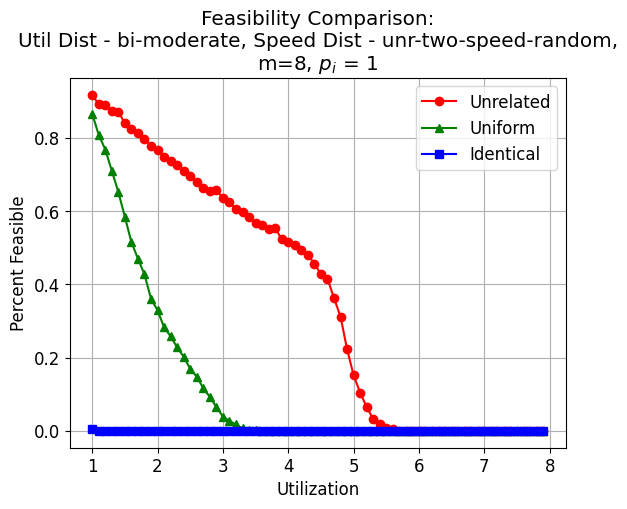 Feasibility Comparison:
Util Dist - bi-moderate, Speed Dist - unr-two-speed-random,
m=8, $p_i$ = 1
Unrelated
Uniform
Identical
Percent Feasible
0.8
0.6
0.4
0.2
0.0
1 2 3 4 5 6 7 8
Utilization